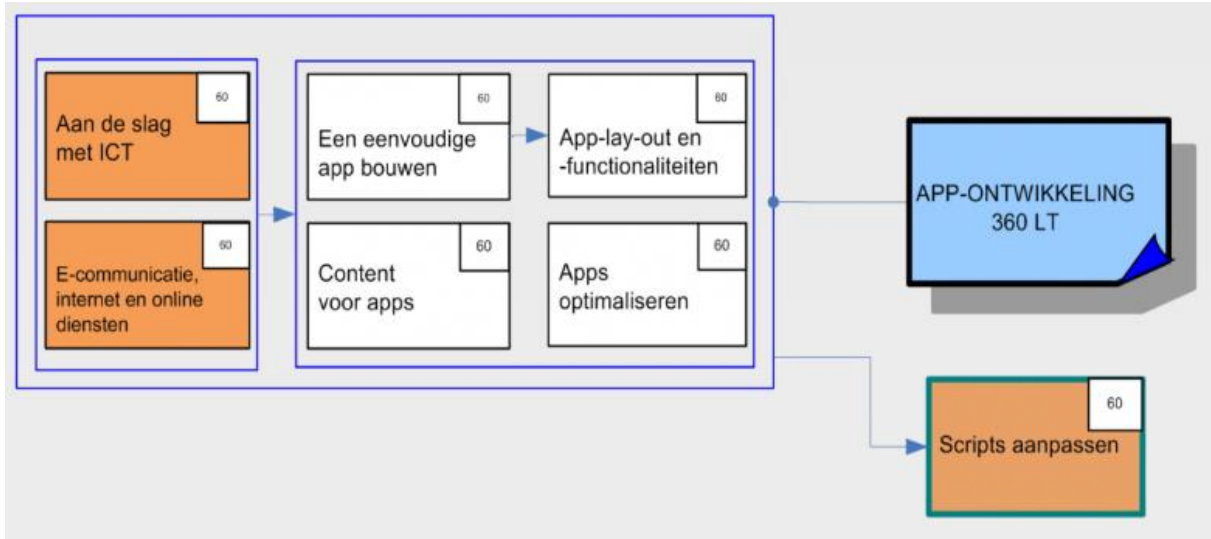 60
Aan de slag
met ICT
60
E-communicatie,
internet en online
diensten
60
Een eenvoudige
app bouwen
60
App-lay-out en
-functionaliteiten
60
Content
voor apps
60
Apps
optimaliseren
APP-ONTWIKKELING
360 LT
60
Scripts aanpassen